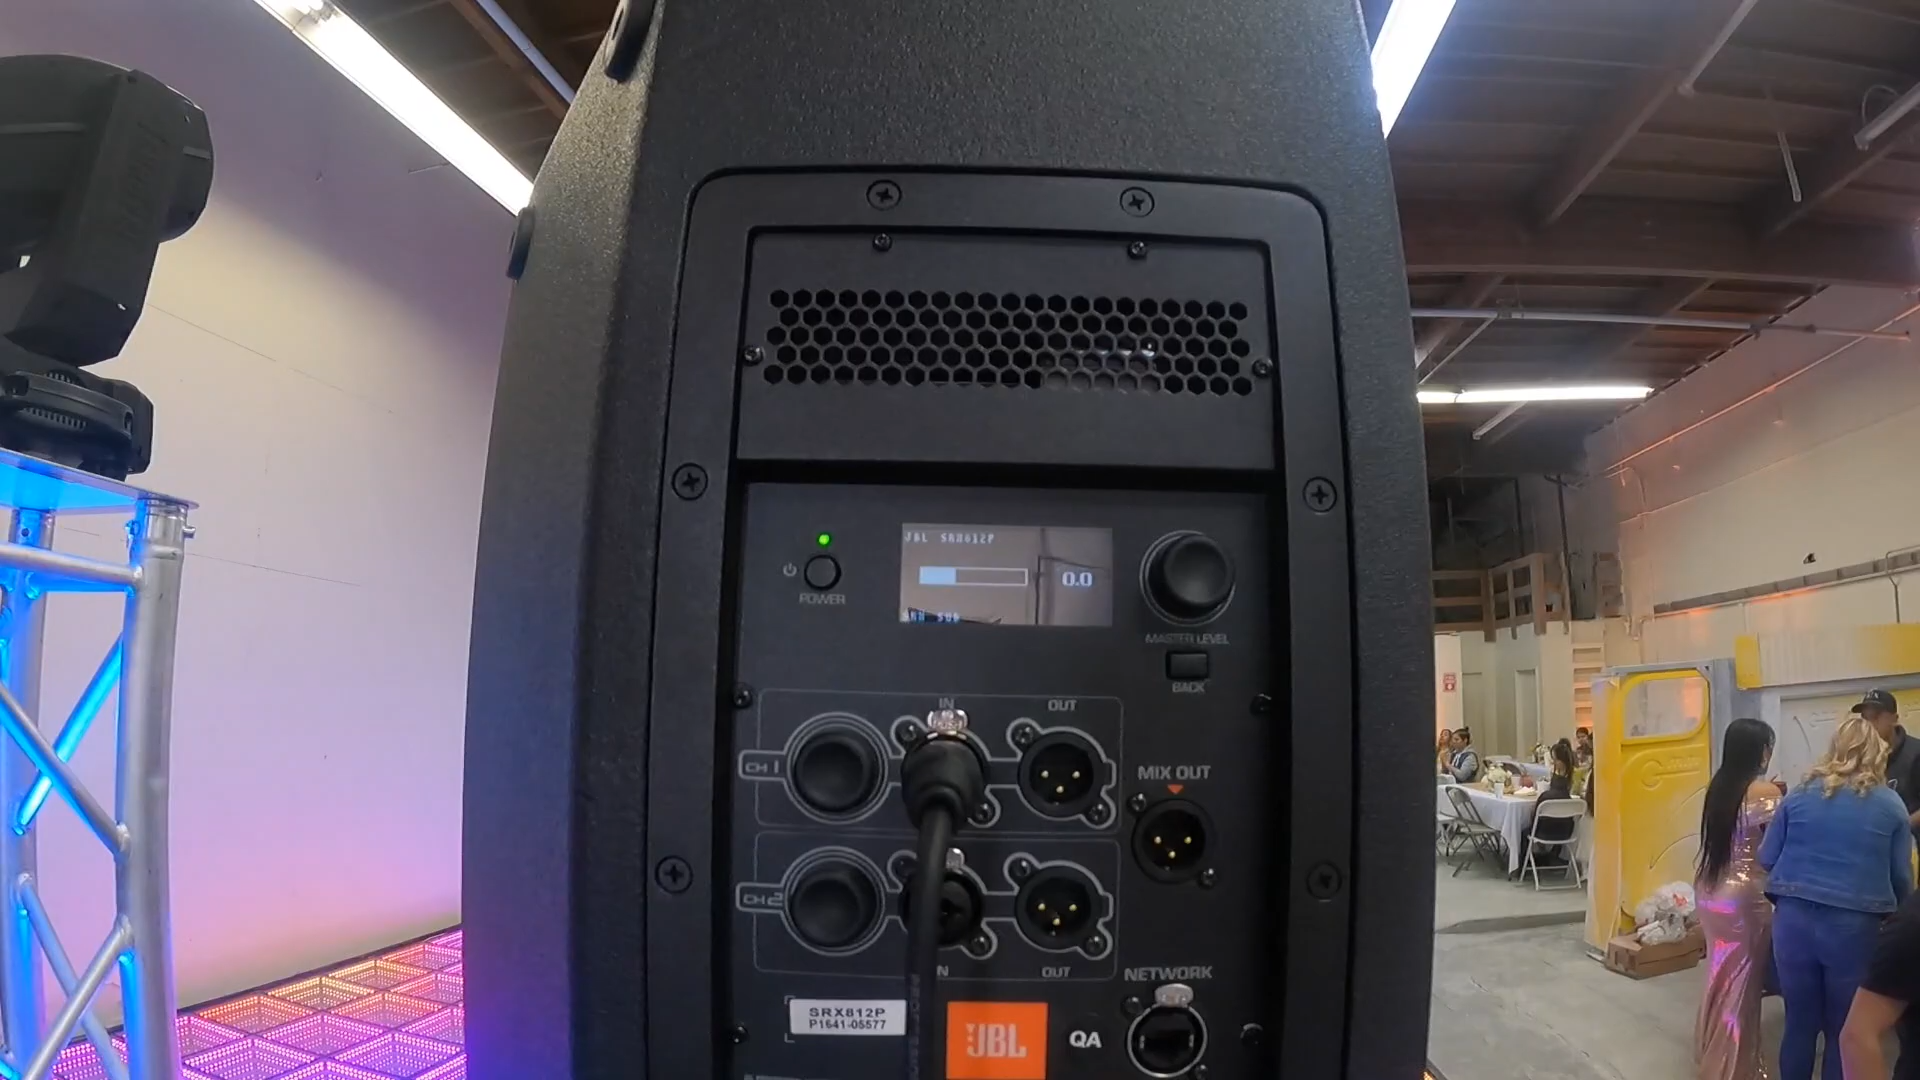 JBL SRX812P
0.0
POWER
MASTER LEVEL
BACK
IN
OUT
CH 1
MIX OUT
CH 2
OUT
NETWORK
SRX812P
P1641-05577
JBL
QA